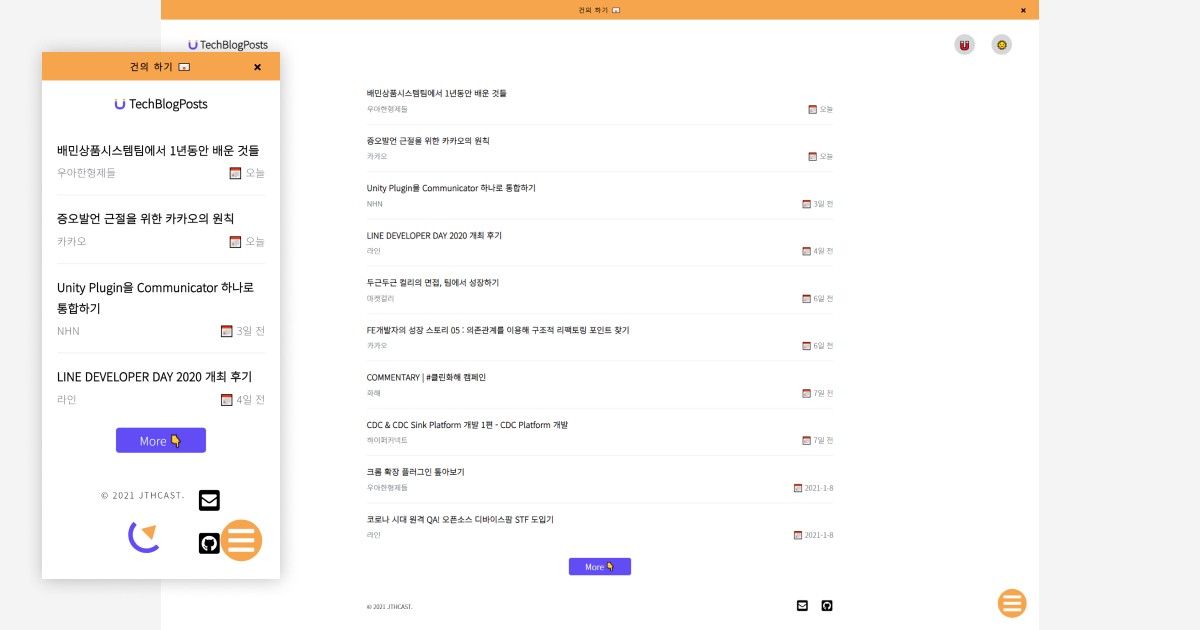 건의 하기
×
TechBlogPosts
배민상품시스템팀에서 1년동안 배운 것들
우아한형제들
오늘
증오발언 근절을 위한 카카오의 원칙
카카오
오늘
Unity Plugin을 Communicator 하나로
통합하기
NHN
3일 전
LINE DEVELOPER DAY 2020 개최 후기
라인
4일 전
More
© 2021 JTHCAST.
건의 하기
×
TechBlogPosts
배민상품시스템팀에서 1년동안 배운 것들
우아한형제들
오늘
증오발언 근절을 위한 카카오의 원칙
카카오
오늘
Unity Plugin을 Communicator 하나로 통합하기
NHN
3일 전
LINE DEVELOPER DAY 2020 개최 후기
라인
4일 전
두근두근 컬리의 면접, 팀에서 성장하기
마켓컬리
6일 전
FE개발자의 성장 스토리 05 : 의존관계를 이용해 구조적 리팩토링 포인트 찾기
카카오
6일 전
COMMENTARY | #클린화해 캠페인
화해
7일 전
CDC & CDC Sink Platform 개발 1편 - CDC Platform 개발
하이퍼커넥트
7일 전
크롬 확장 플러그인 톺아보기
우아한형제들
2021-1-8
코로나 시대 원격 QA! 오픈소스 디바이스팜 STF 도입기
라인
2021-1-8
More
© 2021 JTHCAST.